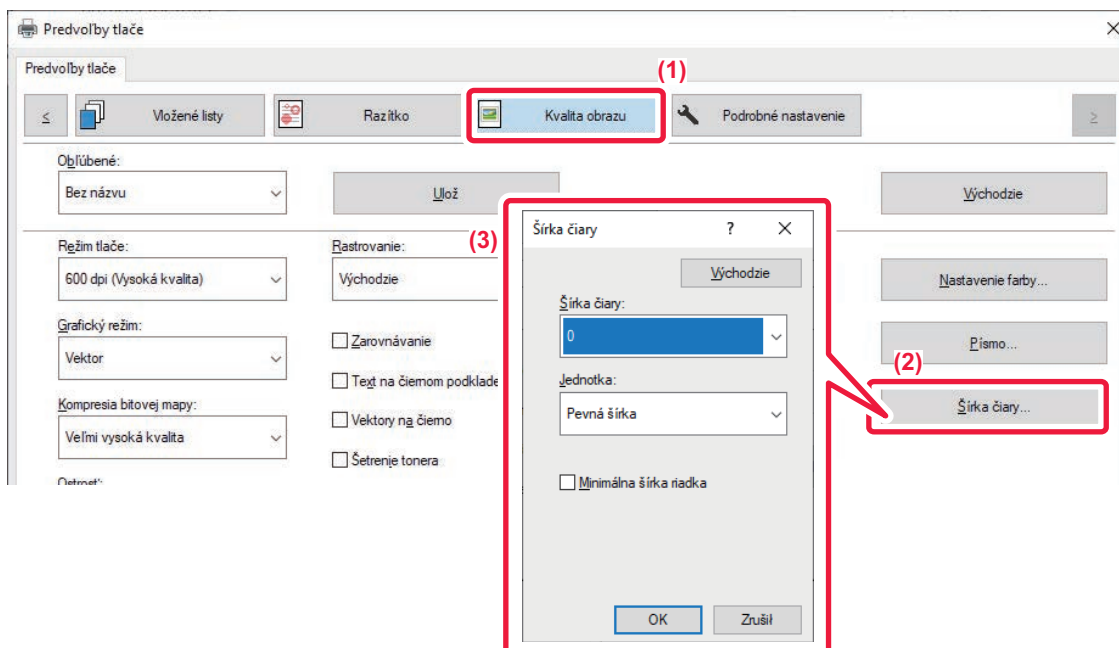 Predvoľby tlače
Predvoľby tlače
(1)
<
Vložené listy
Razítko
Kvalita obrazu
Podrobné nastavenie
>
Obľúbené:
Bez názvu
Ulož
Východzie
Režim tlače:
600 dpi (Vysoká kvalita)
Rastrovanie:
Východzie
Nastavenie farby...
Grafický režim:
Vektor
Zarovnávanie
Text na čiernom podklade
Vektory na čierno
Šetrenie tonera
Písmo...
Kompresia bitovej mapy:
Veľmi vysoká kvalita
(2)
Šírka čiary...
Ostrosť:
(3)
Šírka čiary
?
Východzie
Šírka čiary:
0
Jednotka:
Pevná šírka
Minimálna šírka riadka
OK
Zrušiť